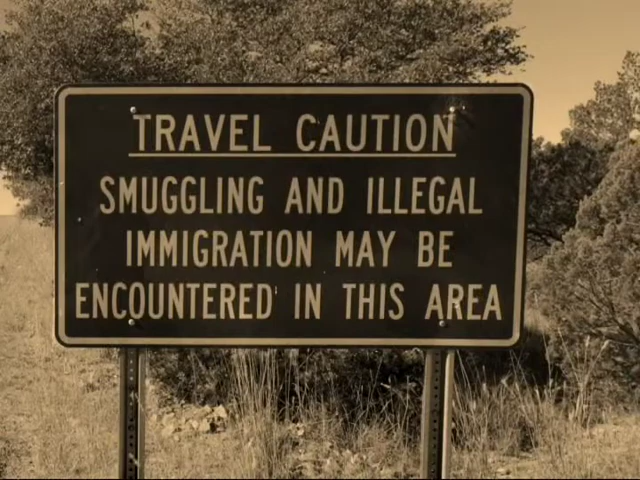 TRAVEL CAUTION
SMUGGLING AND ILLEGAL
IMMIGRATION MAY BE
ENCOUNTERED IN THIS AREA